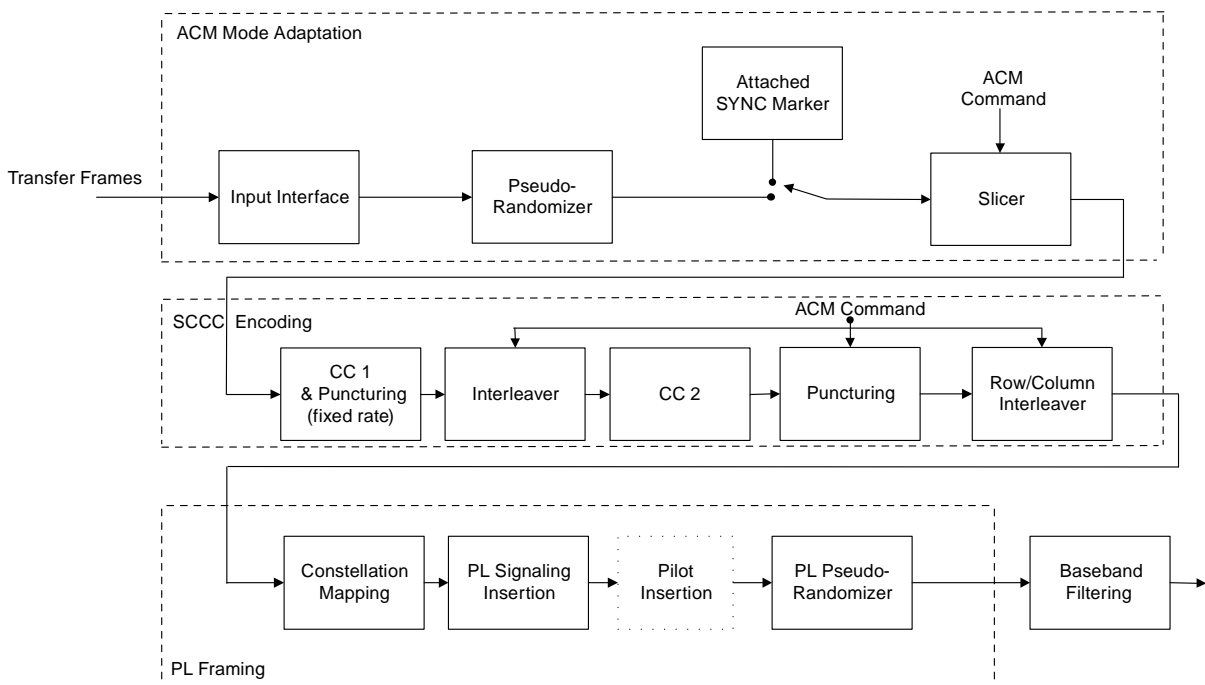 ACM Mode Adaptation
Attached
SYNC Marker
ACM
Command
Transfer Frames
Input Interface
Pseudo-
Randomizer
Slicer
SCCC Encoding
ACM Command
CC 1
& Puncturing
(fixed rate)
Interleaver
CC 2
Puncturing
Row/Column
Interleaver
Constellation
Mapping
PL Signaling
Insertion
Pilot
Insertion
PL Pseudo-
Randomizer
Baseband
Filtering
PL Framing